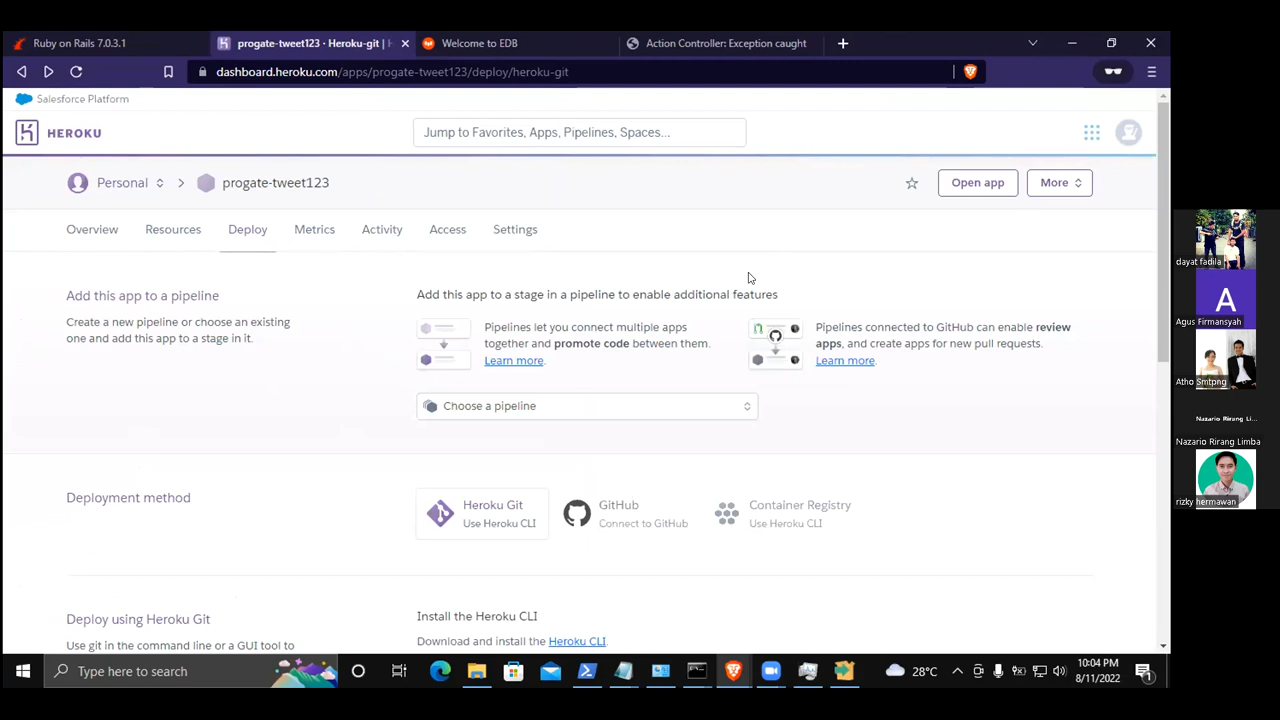 Ruby on Rails 7.0.3.1
progate-tweet123 · Heroku-git | H
Welcome to EDB
Action Controller: Exception caught
dashboard.heroku.com/apps/progate-tweet123/deploy/heroku-git
Salesforce Platform
HEROKU
Jump to Favorites, Apps, Pipelines, Spaces...
Personal
progate-tweet123
Open app
More
Overview
Resources
Deploy
Metrics
Activity
Access
Settings
Add this app to a pipeline
Create a new pipeline or choose an existing
one and add this app to a stage in it.
Add this app to a stage in a pipeline to enable additional features
Pipelines let you connect multiple apps
together and promote code between them.
Learn more.
Pipelines connected to GitHub can enable review
apps, and create apps for new pull requests.
Learn more.
Choose a pipeline
Deployment method
Heroku Git
Use Heroku CLI
GitHub
Connect to GitHub
Container Registry
Use Heroku CLI
Deploy using Heroku Git
Use git in the command line or a GUI tool to
Install the Heroku CLI
Download and install the Heroku CLI.
dayat fadila
A
Agus Firmansyah
Atho Smtpng
Nazario Rirang Li...
Nazario Rirang Limba
rizky hermawan
Type here to search
28°C
10:04 PM
8/11/2022
1